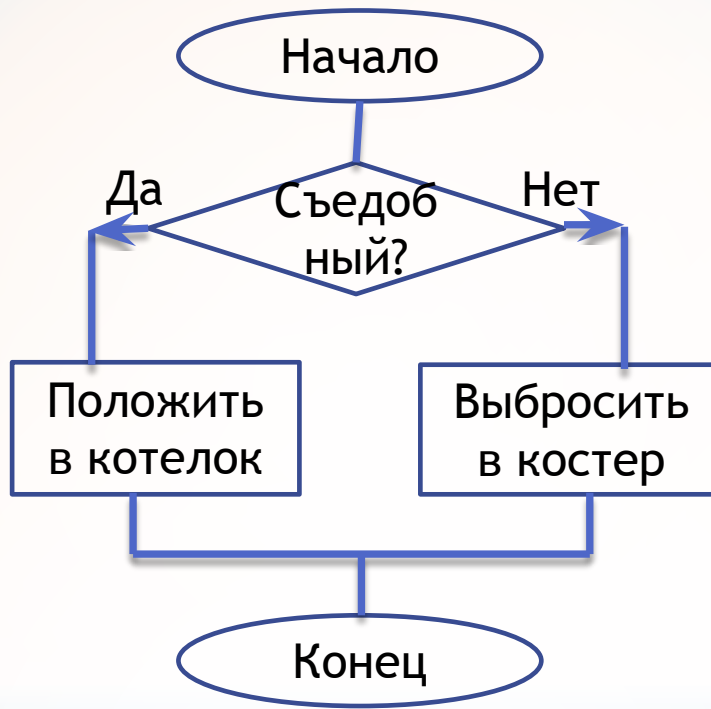 Начало
Да
Нет
Съедоб
ный?
Положить
в котелок
Выбросить
в костер
Конец